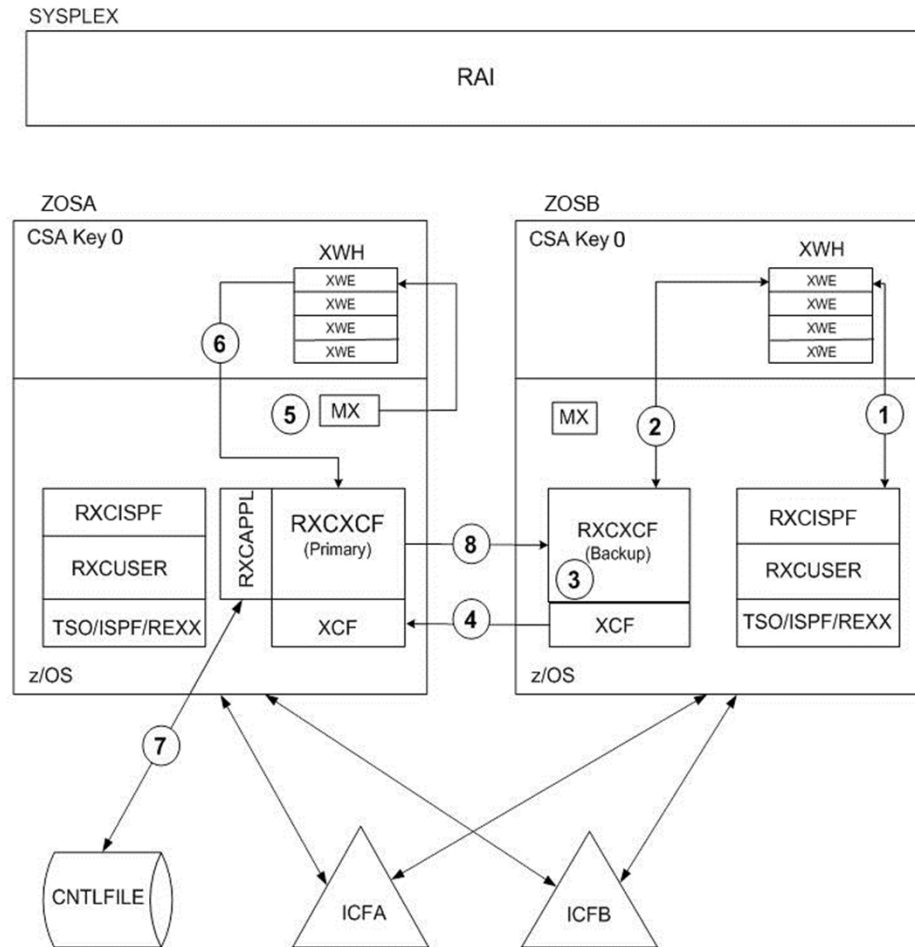 SYSPLEX
RAI
ZOSA
ZOSB
CSA Key 0
XWH
XWE
XWE
XWE
XWE
6
5
MX
RXCISPF
RXCUSER
TSO/ISPF/REXX
RXCAPPL
RXCXCF
(Primary)
XCF
z/OS
8
4
CSA Key 0
XWH
XWE
XWE
XWE
XWE
MX
2
1
RXCXCF
(Backup)
3
XCF
RXCISPF
RXCUSER
TSO/ISPF/REXX
z/OS
7
CNTLFILE
ICFA
ICFB